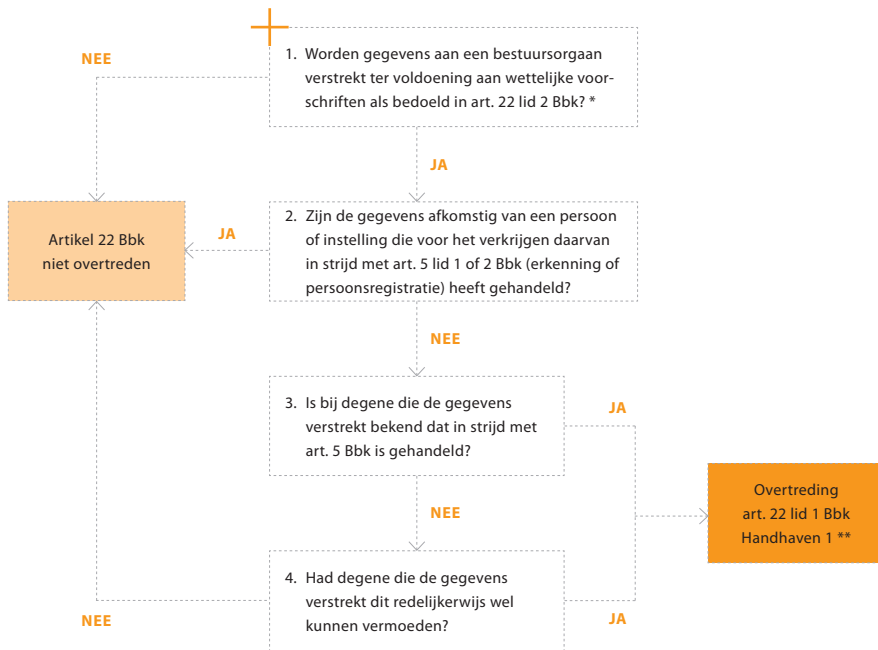 NEE
1. Worden gegevens aan een bestuursorgaan
verstrekt ter voldoening aan wettelijke voor-
schriften als bedoeld in art. 22 lid 2 Bbk? *
JA
Artikel 22 Bbk
niet overtreden
JA
2. Zijn de gegevens afkomstig van een persoon
of instelling die voor het verkrijgen daarvan
in strijd met art. 5 lid 1 of 2 Bbk (erkenning of
persoonsregistratie) heeft gehandeld?
NEE
3. Is bij degene die de gegevens
verstrekt bekend dat in strijd met
art. 5 Bbk is gehandeld?
JA
NEE
Overtreding
art. 22 lid 1 Bbk
Handhaven 1 **
4. Had degene die de gegevens
verstrekt dit redelijkerwijs wel
kunnen vermoeden?
NEE
JA